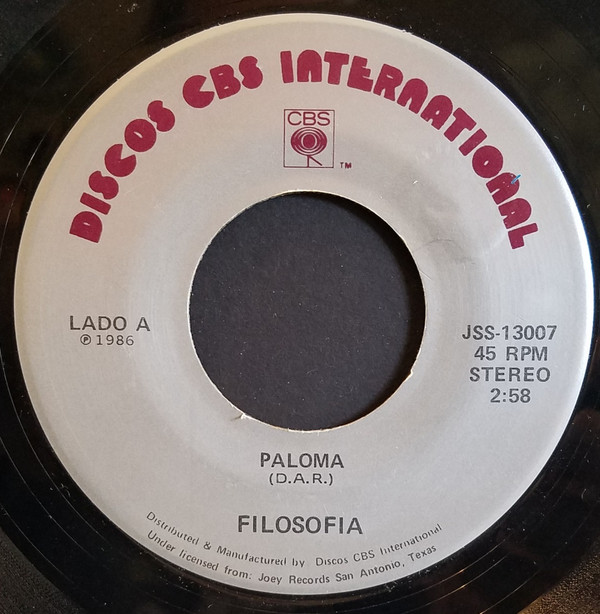 DISCOS CBS INTERNATIONAL
CBS
TM
LADO A
℗ 1986
JSS-13007
45 RPM
STEREO
2:58
PALOMA
(D.A.R.)
FILOSOFIA
Distributed & Manufactured by Discos CBS International
Under licensed from: Joey Records San Antonio, Texas